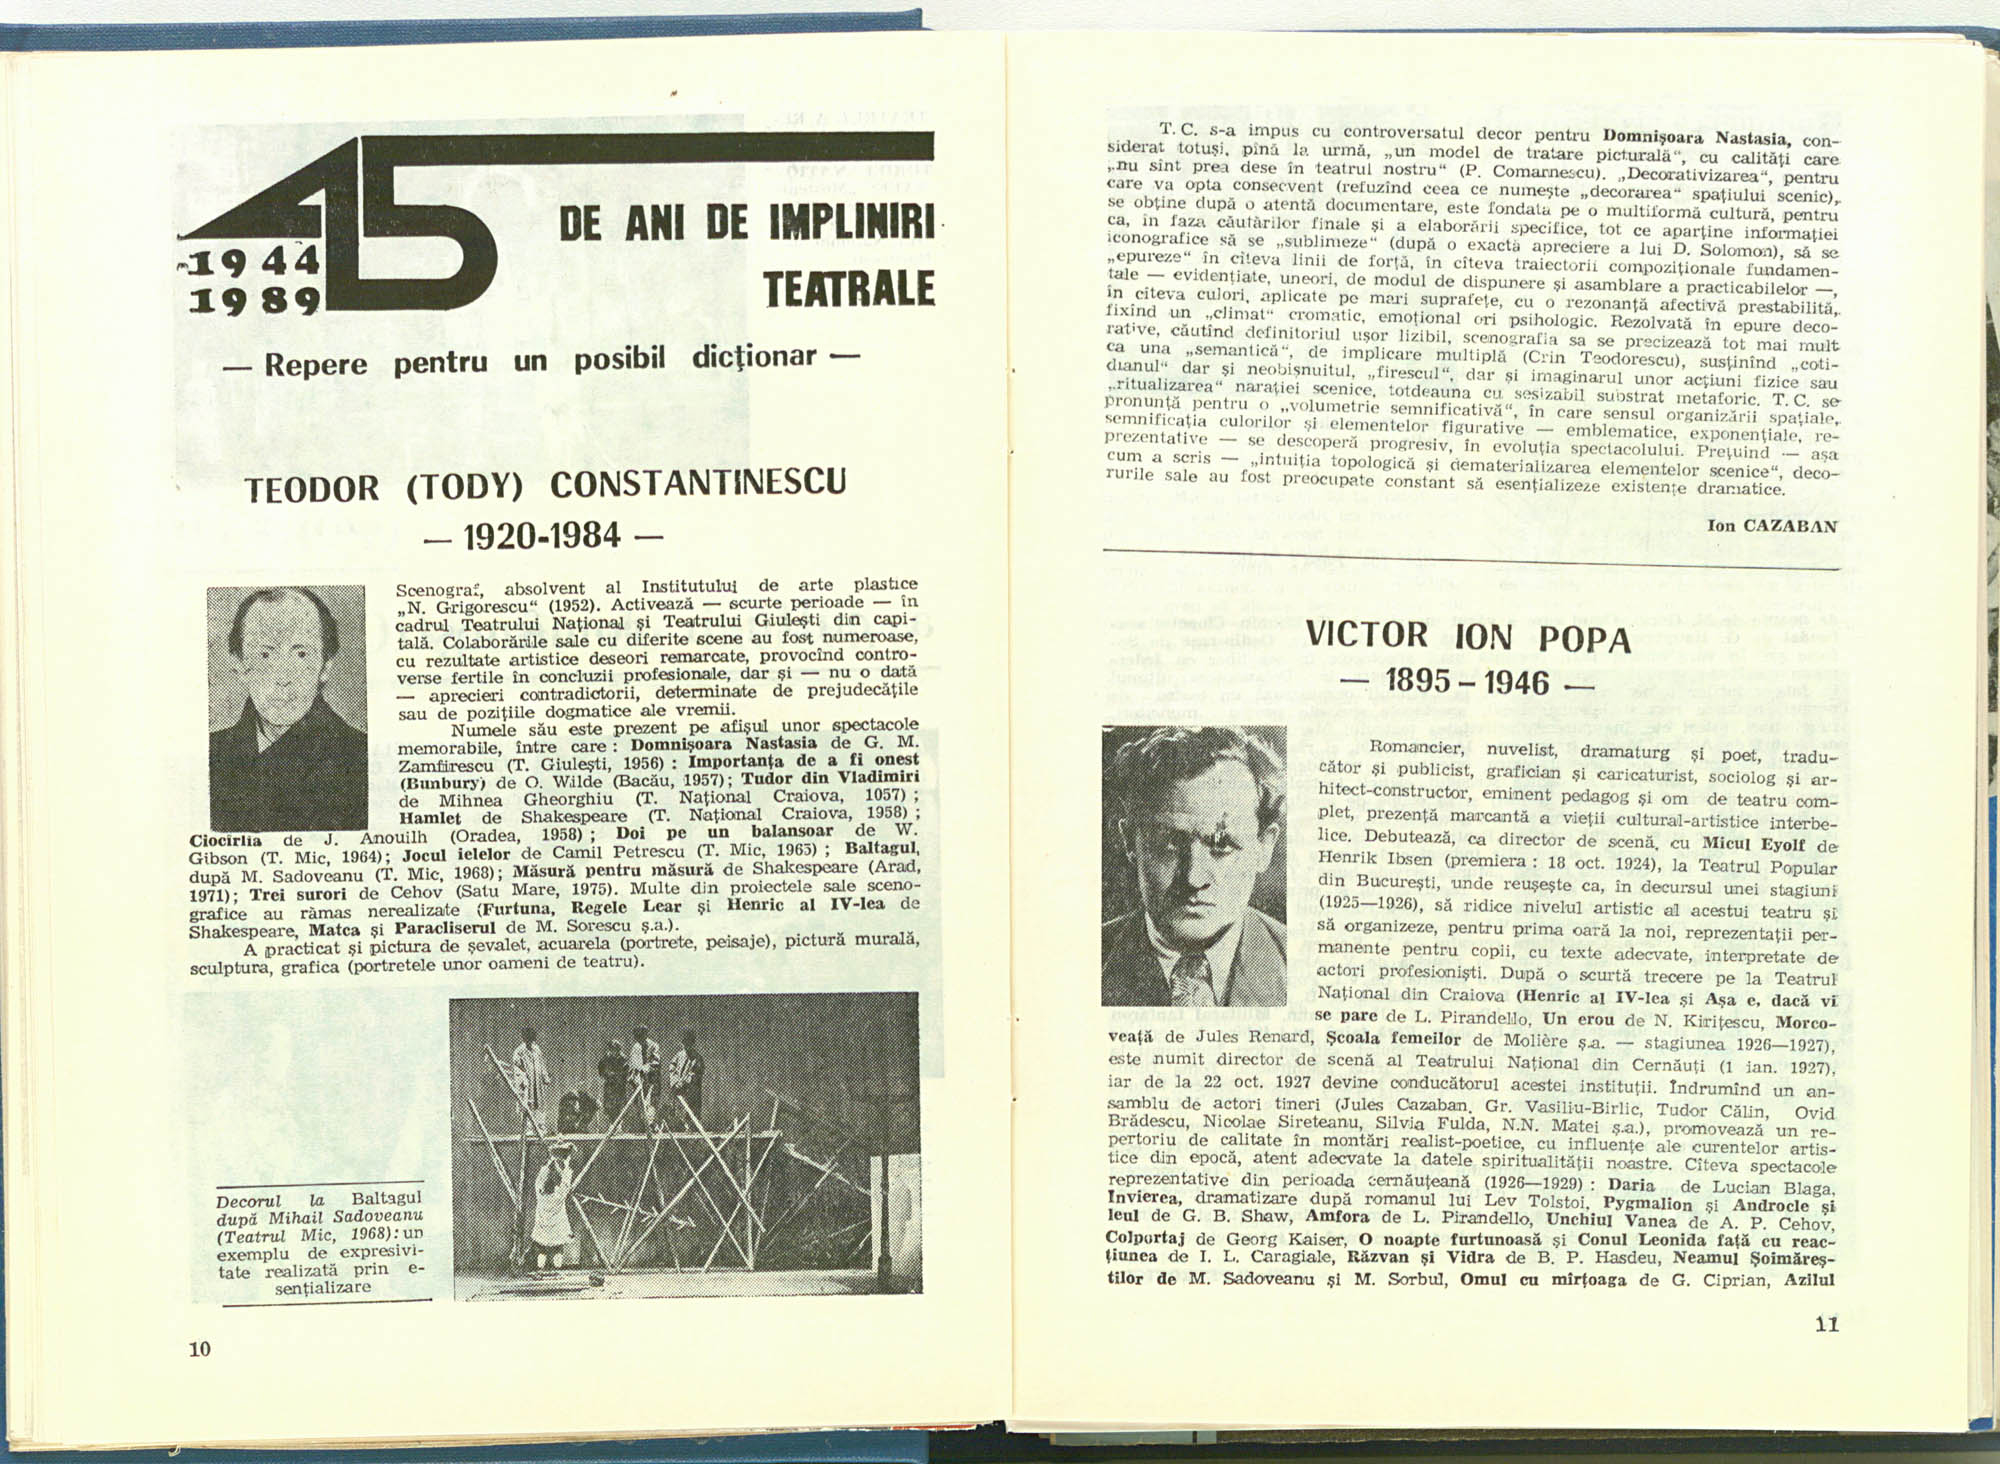 45
1944
1989
DE ANI DE IMPLINIRI
TEATRALE
— Repere pentru un posibil dicţionar —
TEODOR (TODY) CONSTANTINESCU
— 1920-1984 —
Scenograf, absolvent al Institutului de arte plastice
„N. Grigorescu“ (1952). Activează — scurte perioade — în
cadrul Teatrului Naţional şi Teatrului Giuleşti din capi-
tală. Colaborările sale cu diferite scene au fost numeroase,
cu rezultate artistice deseori remarcate, provocînd contro-
verse fertile în concluzii profesionale, dar şi — nu o dată
— aprecieri contradictorii, determinate de prejudecăţile
sau de poziţiile dogmatice ale vremii.
Numele său este prezent pe afişul unor spectacole
memorabile, între care : Domnişoara Nastasia de G. M.
Zamfirescu (T. Giuleşti, 1956) : Importanţa de a fi onest
(Bunbury) de O. Wilde (Bacău, 1957) ; Tudor din Vladimiri
de Mihnea Gheorghiu (T. Naţional Craiova, 1057) ;
Hamlet de Shakespeare (T. Naţional Craiova, 1958) ;
Ciocîrlia de J. Anouilh (Oradea, 1958) ; Doi pe un balansoar de W.
Gibson (T. Mic, 1964) ; Jocul ielelor de Camil Petrescu (T. Mic, 1965) ; Baltagul,
după M. Sadoveanu (T. Mic, 1968) ; Măsură pentru măsură de Shakespeare (Arad,
1971) ; Trei surori de Cehov (Satu Mare, 1975). Multe din proiectele sale sceno-
grafice au rămas nerealizate (Furtuna, Regele Lear şi Henric al IV-lea de
Shakespeare, Matca şi Paracliserul de M. Sorescu ş.a.).
A practicat şi pictura de şevalet, acuarela (portrete, peisaje), pictură murală,
sculptura, grafica (portretele unor oameni de teatru).
Decorul la Baltagul
după Mihail Sadoveanu
(Teatrul Mic, 1968): un
exemplu de expresivi-
tate realizată prin e-
senţializare
10
T. C. s-a impus cu controversatul decor pentru Domnişoara Nastasia, con-
siderat totuşi, pînă la urmă, „un model de tratare picturală“, cu calităţi care
„nu sînt prea dese în teatrul nostru“ (P. Comarnescu). „Decorativizarea“, pentru
care va opta consecvent (refuzînd ceea ce numeşte „decorarea“ spaţiului scenic),
se obţine după o atentă documentare, este fondată pe o multiformă cultură, pentru
ca, în faza căutărilor finale şi a elaborării specifice, tot ce aparţine informaţiei
iconografice să se „sublimeze“ (după o exactă apreciere a lui D. Solomon), să se
„epureze“ în cîteva linii de forţă, în cîteva traiectorii compoziţionale fundamen-
tale — evidenţiate, uneori, de modul de dispunere şi asamblare a practicabilelor —,
în cîteva culori, aplicate pe mari suprafeţe, cu o rezonanţă afectivă prestabilită,
fixînd un „climat“ cromatic, emoţional ori psihologic. Rezolvată în epure deco-
rative, căutînd definitoriul uşor lizibil, scenografia sa se precizează tot mai mult
ca una „semantică“, de implicare multiplă (Crin Teodorescu), susţinînd „coti-
dianul“ dar şi neobişnuitul, „firescul“, dar şi imaginarul unor acţiuni fizice sau
„ritualizarea“ naraţiei scenice, totdeauna cu sesizabil substrat metaforic. T. C. se
pronunţă pentru o „volumetrie semnificativă“, în care sensul organizării spaţiale,
semnificaţia culorilor şi elementelor figurative — emblematice, exponenţiale, re-
prezentative — se descoperă progresiv, în evoluţia spectacolului. Preţuind — aşa
cum a scris — „intuiţia topologică şi dematerializarea elementelor scenice“, deco-
rurile sale au fost preocupate constant să esenţializeze existenţe dramatice.
Ion CAZABAN
VICTOR ION POPA
— 1895 – 1946 —
Romancier, nuvelist, dramaturg şi poet, tradu-
cător şi publicist, grafician şi caricaturist, sociolog şi ar-
hitect-constructor, eminent pedagog şi om de teatru com-
plet, prezenţă marcantă a vieţii cultural-artistice interbe-
lice. Debutează, ca director de scenă, cu Micul Eyolf de
Henrik Ibsen (premiera : 18 oct. 1924), la Teatrul Popular
din Bucureşti, unde reuşeşte ca, în decursul unei stagiuni
(1925—1926), să ridice nivelul artistic al acestui teatru şi
să organizeze, pentru prima oară la noi, reprezentaţii per-
manente pentru copii, cu texte adecvate, interpretate de
actori profesionişti. După o scurtă trecere pe la Teatrul
Naţional din Craiova (Henric al IV-lea şi Aşa e, dacă vi
se pare de L. Pirandello, Un erou de N. Kiriţescu, Morco-
veaţă de Jules Renard, Şcoala femeilor de Molière ş.a. — stagiunea 1926—1927),
este numit director de scenă al Teatrului Naţional din Cernăuţi (1 ian. 1927),
iar de la 22 oct. 1927 devine conducătorul acestei instituţii. Îndrumînd un an-
samblu de actori tineri (Jules Cazaban, Gr. Vasiliu-Birlic, Tudor Călin, Ovid
Brădescu, Nicolae Sireteanu, Silvia Fulda, N.N. Matei ş.a.), promovează un re-
pertoriu de calitate în montări realist-poetice, cu influenţe ale curentelor artis-
tice din epocă, atent adecvate la datele spiritualităţii noastre. Cîteva spectacole
reprezentative din perioada cernăuţeană (1926—1929) : Daria de Lucian Blaga,
Invierea, dramatizare după romanul lui Lev Tolstoi, Pygmalion şi Androcle şi
leul de G. B. Shaw, Amfora de L. Pirandello, Unchiul Vanea de A. P. Cehov,
Colportaj de Georg Kaiser, O noapte furtunoasă şi Conul Leonida faţă cu reac-
ţiunea de I. L. Caragiale, Răzvan şi Vidra de B. P. Hasdeu, Neamul Şoimăreş-
tilor de M. Sadoveanu şi M. Sorbul, Omul cu mîrţoaga de G. Ciprian, Azilul
11